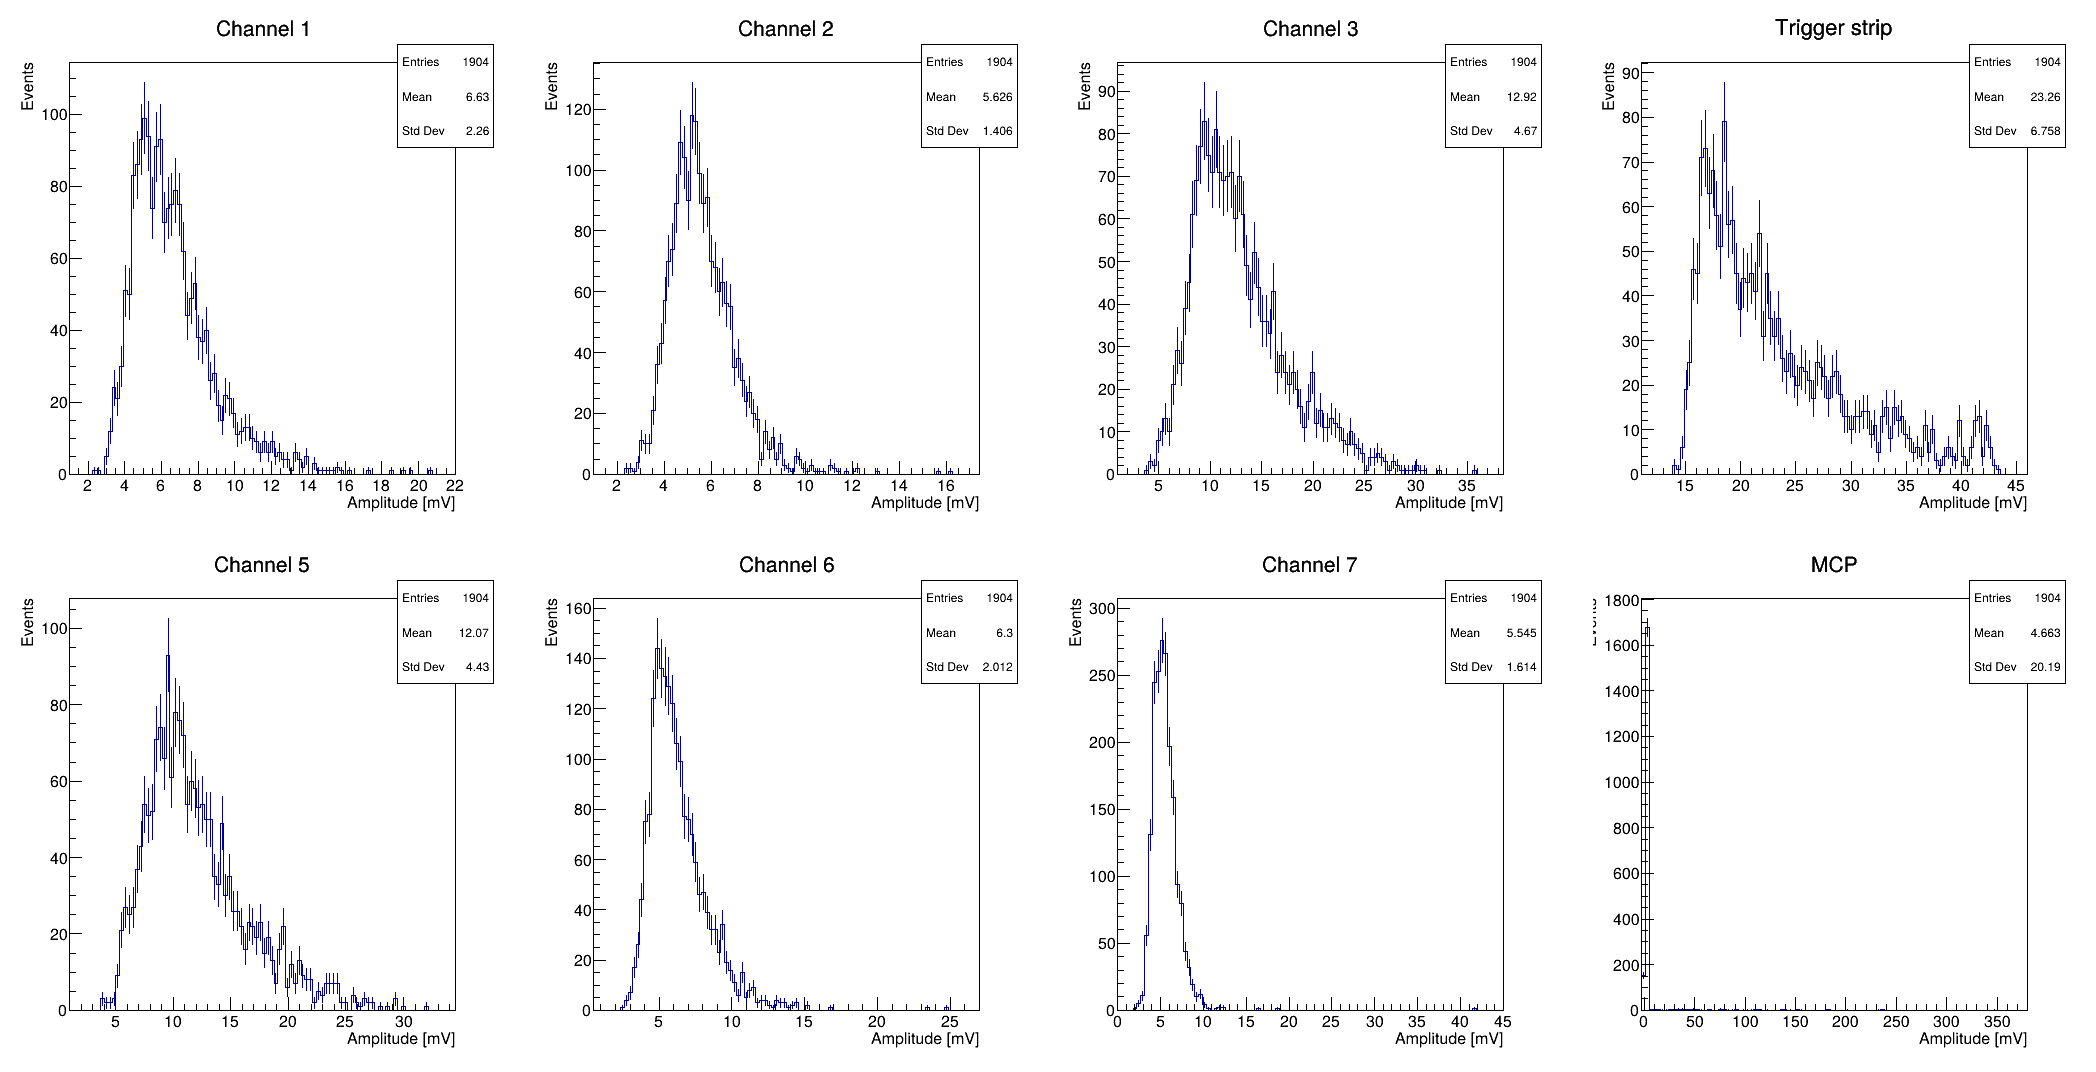 Channel 1
Events
Entries 1904
Mean 6.63
Std Dev 2.26
0 20 40 60 80 100
2 4 6 8 10 12 14 16 18 20 22
Amplitude [mV]
Channel 2
Events
Entries 1904
Mean 5.626
Std Dev 1.406
0 20 40 60 80 100 120
2 4 6 8 10 12 14 16
Amplitude [mV]
Channel 3
Events
Entries 1904
Mean 12.92
Std Dev 4.67
0 10 20 30 40 50 60 70 80 90
5 10 15 20 25 30 35
Amplitude [mV]
Trigger strip
Events
Entries 1904
Mean 23.26
Std Dev 6.758
0 10 20 30 40 50 60 70 80 90
15 20 25 30 35 40 45
Amplitude [mV]
Channel 5
Events
Entries 1904
Mean 12.07
Std Dev 4.43
0 20 40 60 80 100
5 10 15 20 25 30
Amplitude [mV]
Channel 6
Events
Entries 1904
Mean 6.3
Std Dev 2.012
0 20 40 60 80 100 120 140 160
5 10 15 20 25
Amplitude [mV]
Channel 7
Events
Entries 1904
Mean 5.545
Std Dev 1.614
0 50 100 150 200 250 300
0 5 10 15 20 25 30 35 40 45
Amplitude [mV]
MCP
Events
Entries 1904
Mean 4.663
Std Dev 20.19
0 200 400 600 800 1000 1200 1400 1600 1800
0 50 100 150 200 250 300 350
Amplitude [mV]